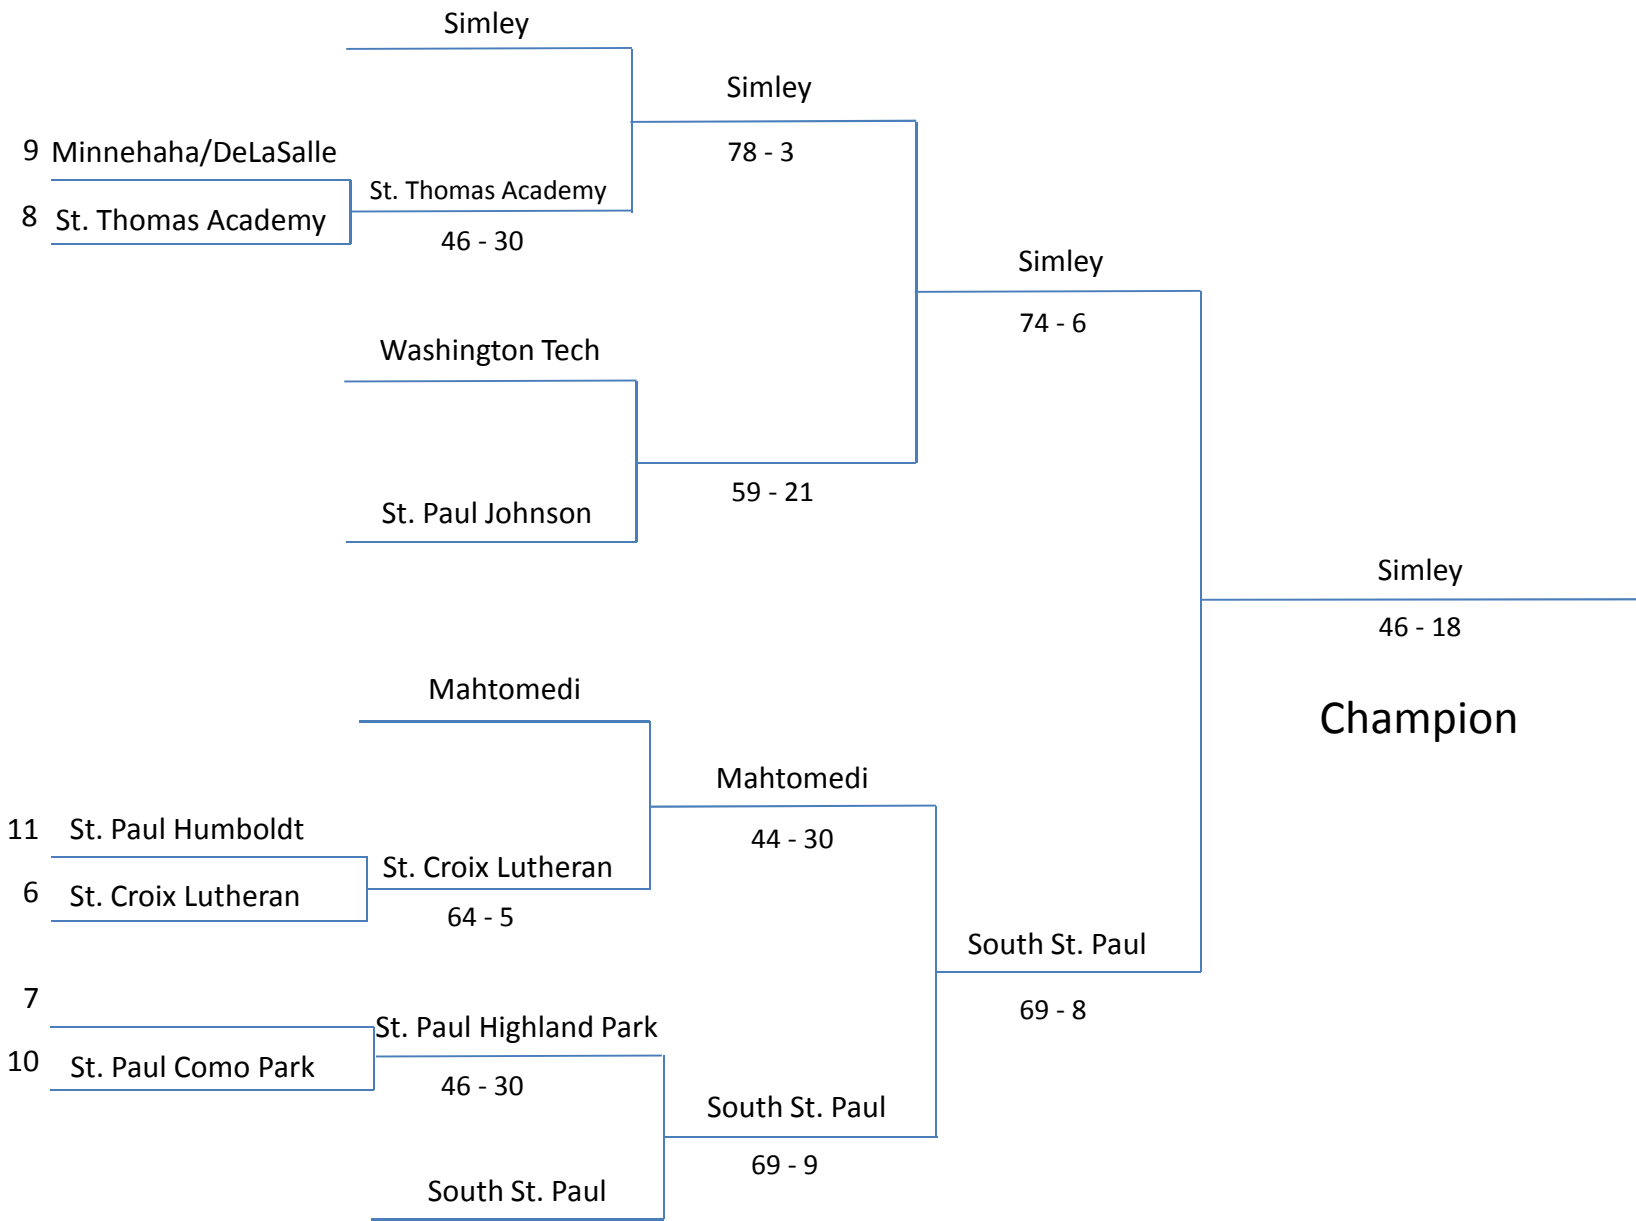 Simley
Simley
78 - 3
9 Minnehaha/DeLaSalle
8 St. Thomas Academy
St. Thomas Academy
46 - 30
Simley
74 - 6
Washington Tech
St. Paul Johnson
59 - 21
Simley
46 - 18
Champion
Mahtomedi
Mahtomedi
44 - 30
11 St. Paul Humboldt
6 St. Croix Lutheran
St. Croix Lutheran
64 - 5
South St. Paul
69 - 8
7
10 St. Paul Como Park
St. Paul Highland Park
46 - 30
South St. Paul
69 - 9
South St. Paul